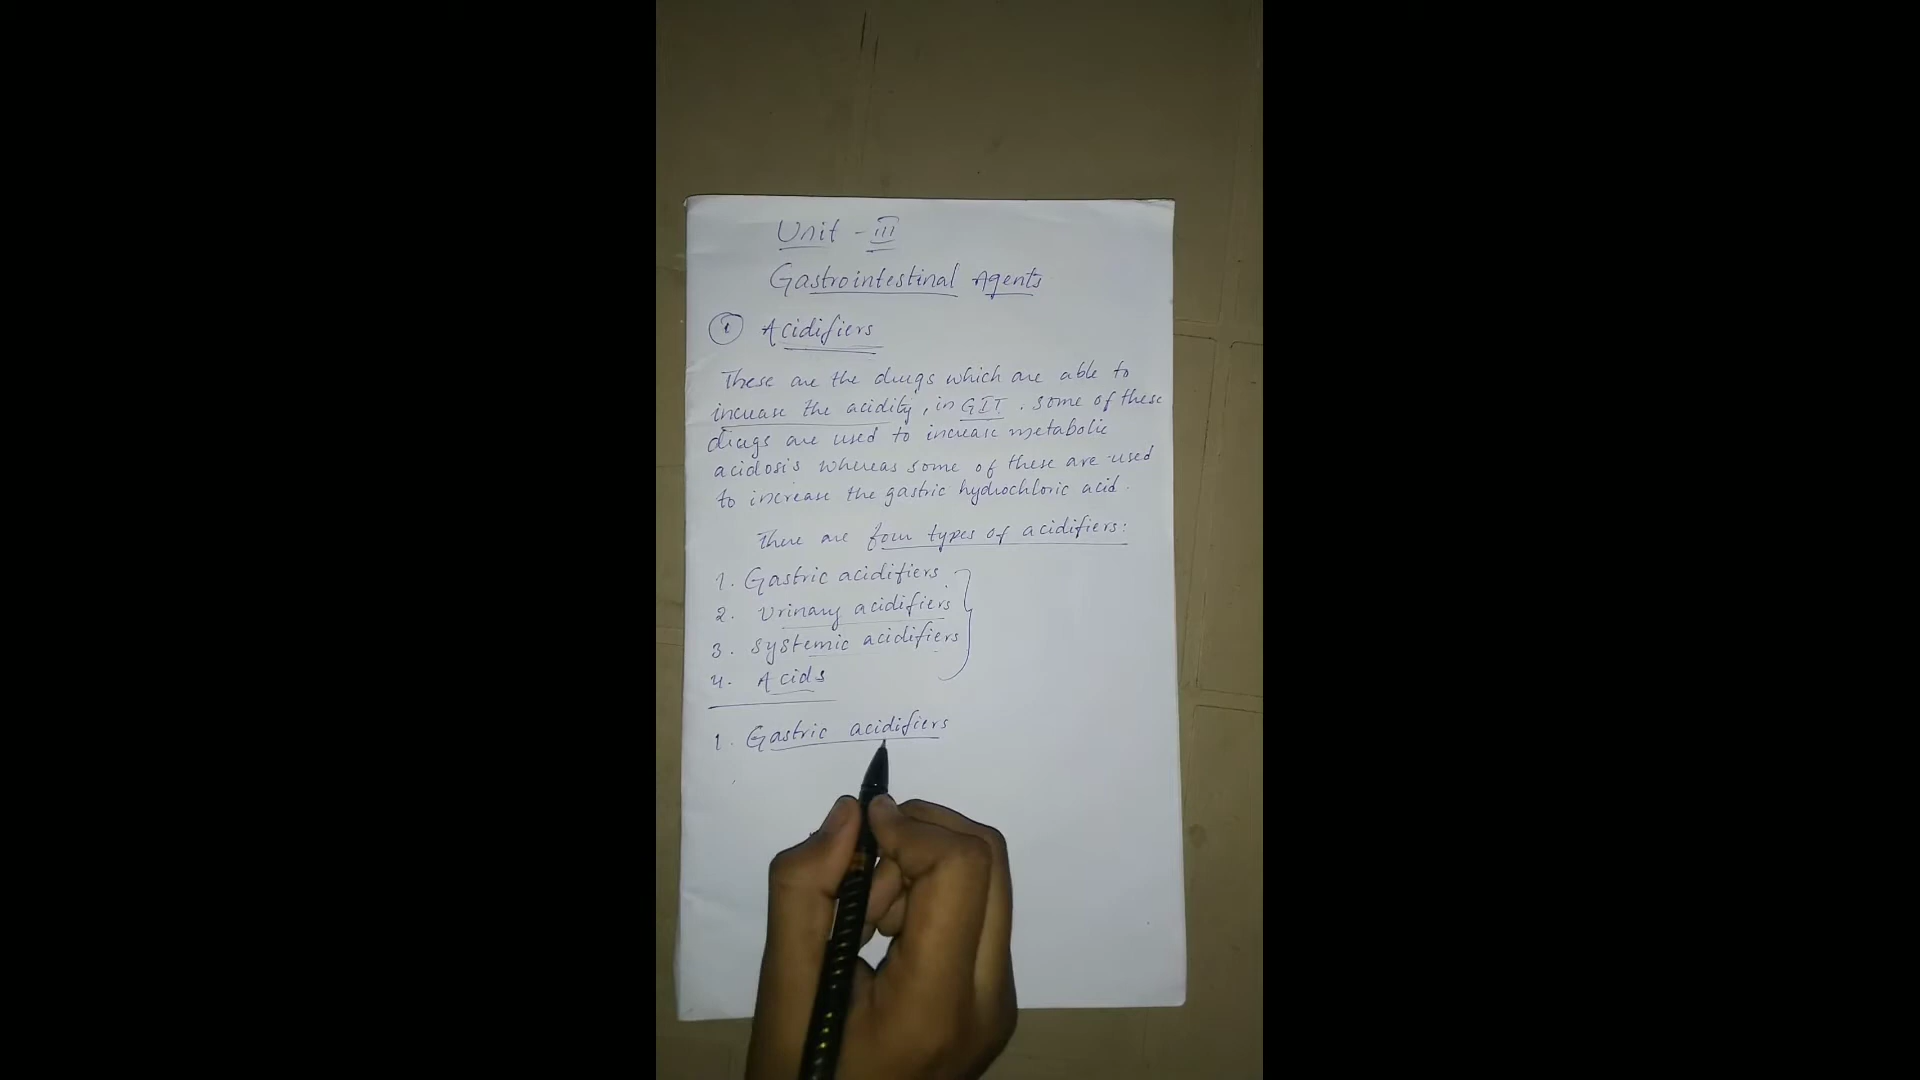 Unit - III
Gastrointestinal Agents
1 Acidifiers
These are the drugs which are able to
increase the acidity, in GIT. Some of these
drugs are used to increase metabolic
acidosis whereas some of these are used
to increase the gastric hydrochloric acid.
There are four types of acidifiers:
1. Gastric acidifiers
2. Urinary acidifiers
3. Systemic acidifiers
4. Acids
1. Gastric acidifiers